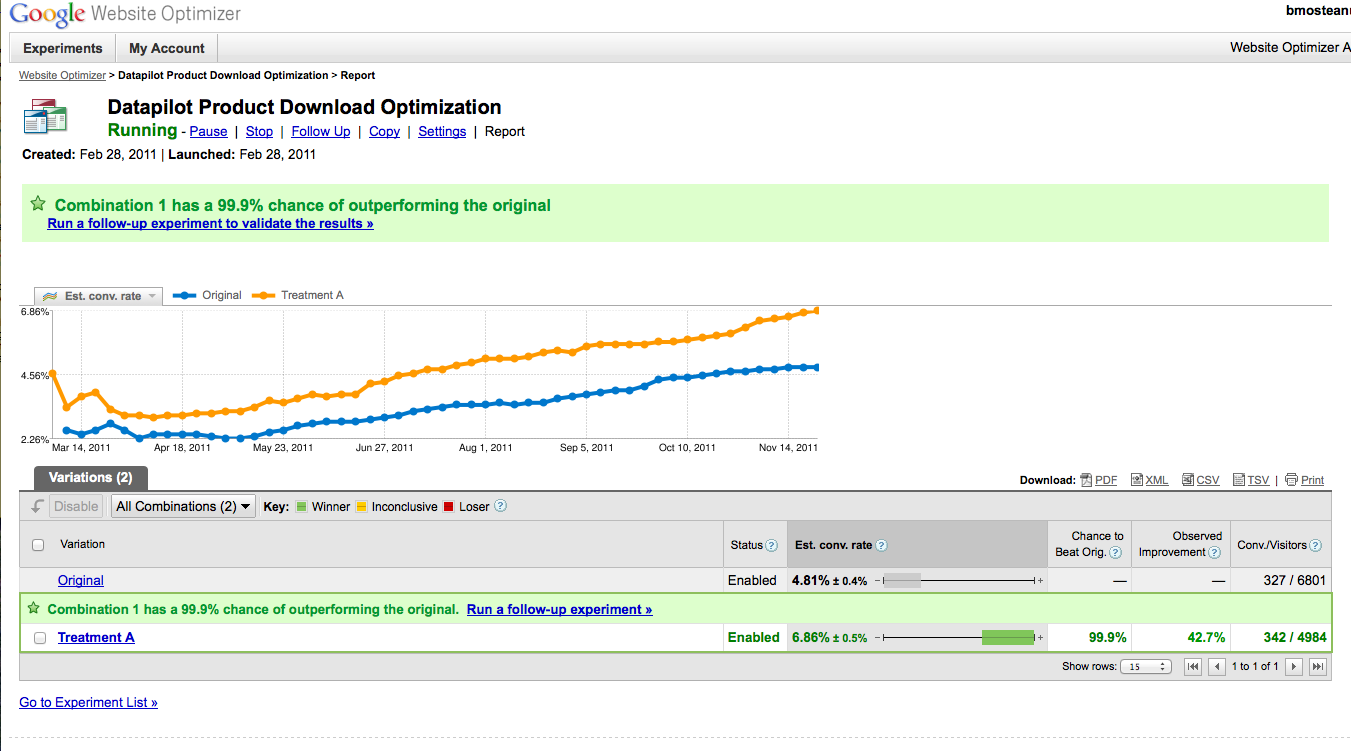 Google Website Optimizer
bmostean
Experiments My Account
Website Optimizer A
Website Optimizer > Datapilot Product Download Optimization > Report
Datapilot Product Download Optimization
Running - Pause | Stop | Follow Up | Copy | Settings | Report
Created: Feb 28, 2011 | Launched: Feb 28, 2011
Combination 1 has a 99.9% chance of outperforming the original
Run a follow-up experiment to validate the results »
Est. conv. rate Original Treatment A
6.86%
4.56%
2.26%
Mar 14, 2011 Apr 18, 2011 May 23, 2011 Jun 27, 2011 Aug 1, 2011 Sep 5, 2011 Oct 10, 2011 Nov 14, 2011
Variations (2)
Download: PDF XML CSV TSV | Print
Disable All Combinations (2) Key: Winner Inconclusive Loser ?
Variation Status ? Est. conv. rate ? Chance to Beat Orig. ? Observed Improvement ? Conv./Visitors ?
Original Enabled 4.81% ± 0.4% – + — — 327 / 6801
Combination 1 has a 99.9% chance of outperforming the original. Run a follow-up experiment »
Treatment A Enabled 6.86% ± 0.5% – + 99.9% 42.7% 342 / 4984
Show rows: 15 1 to 1 of 1
Go to Experiment List »